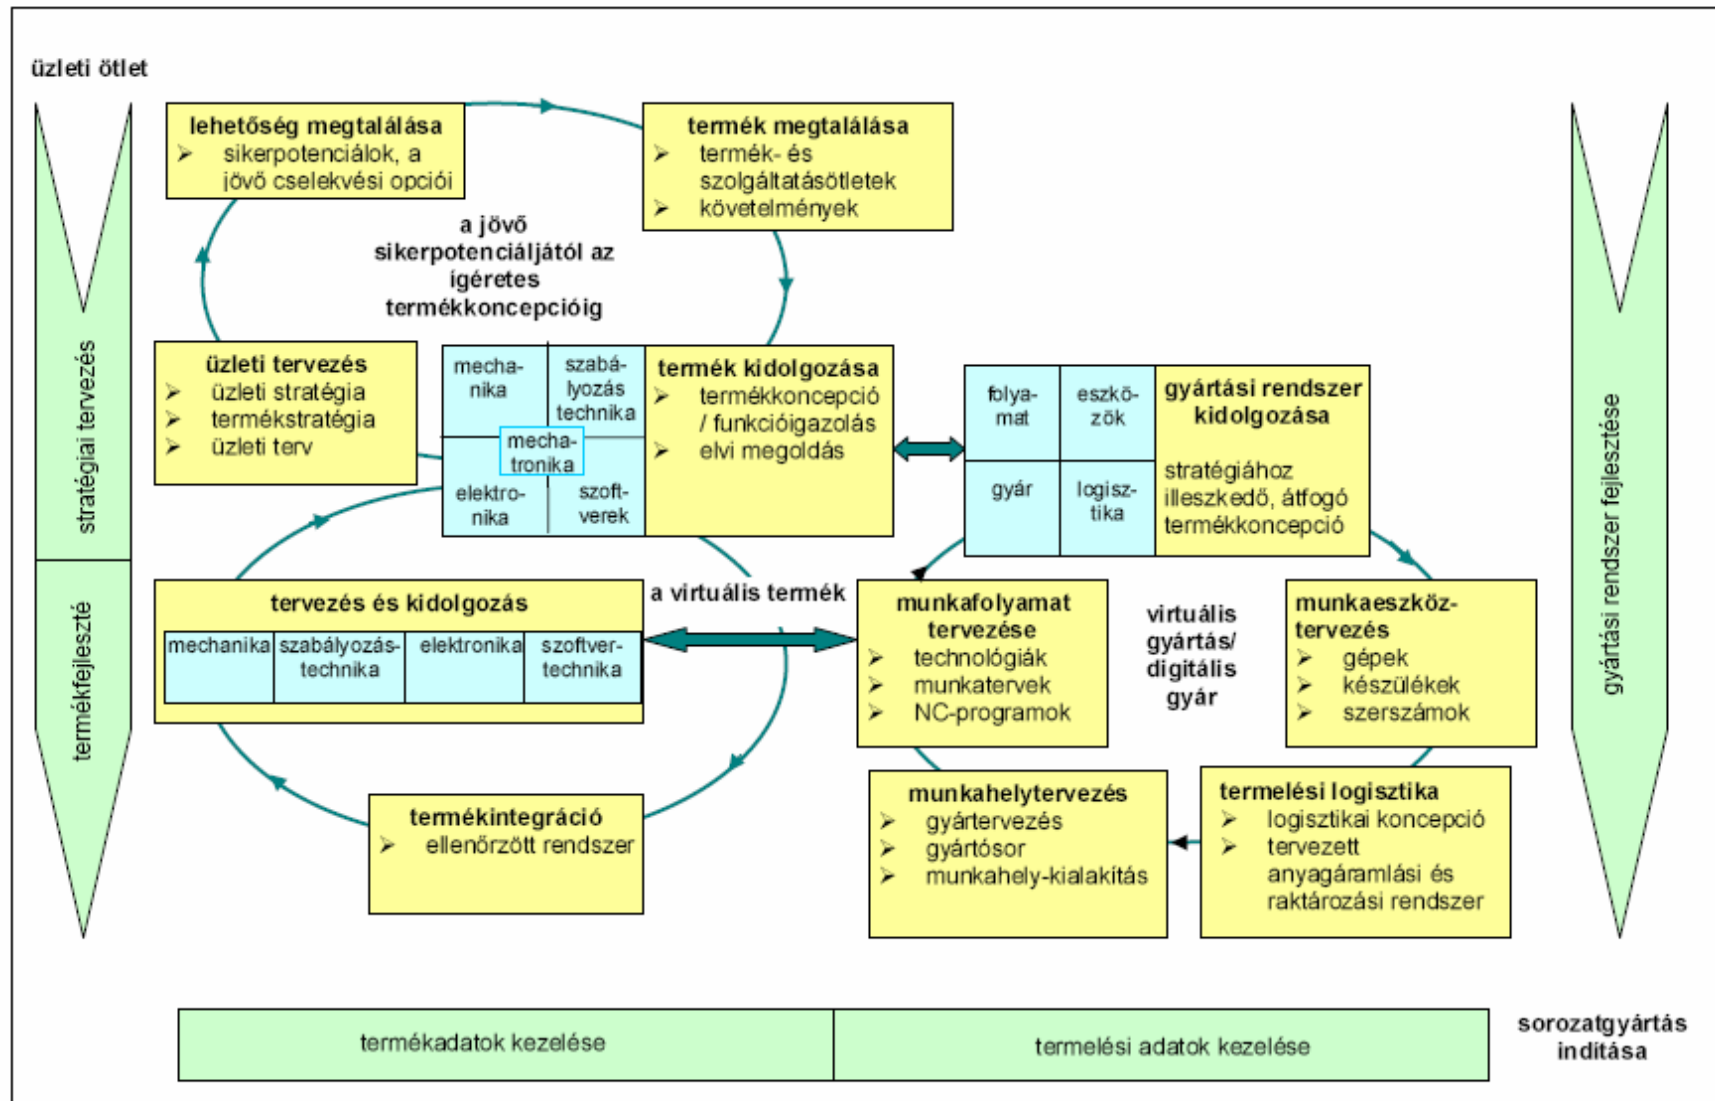 üzleti ötlet
stratégiai tervezés
termékfejleszté
lehetőség megtalálása
➢ sikerpotenciálok, a
jövő cselekvési opciói
termék megtalálása
➢ termék- és
szolgáltatásötletek
➢ követelmények
a jövő
sikerpotenciáljától az
ígéretes
termékkoncepcióig
üzleti tervezés
➢ üzleti stratégia
➢ termékstratégia
➢ üzleti terv
mecha-
nika
szabá-
lyozás
technika
mecha-
tronika
elektro-
nika
szoft-
verek
termék kidolgozása
➢ termékkoncepció
/ funkcióigazolás
➢ elvi megoldás
folya-
mat
eszkö-
zök
gyár
logisz-
tika
gyártási rendszer
kidolgozása
stratégiához
illeszkedő, átfogó
termékkoncepció
tervezés és kidolgozás
mechanika
szabályozás-
technika
elektronika
szoftver-
technika
a virtuális termék
termékintegráció
➢ ellenőrzött rendszer
munkafolyamat
tervezése
➢ technológiák
➢ munkatervek
➢ NC-programok
virtuális
gyártás/
digitális
gyár
munkaeszköz-
tervezés
➢ gépek
➢ készülékek
➢ szerszámok
munkahelytervezés
➢ gyártervezés
➢ gyártósor
➢ munkahely-kialakítás
termelési logisztika
➢ logisztikai koncepció
➢ tervezett
anyagáramlási és
raktározási rendszer
gyártási rendszer fejlesztése
termékadatok kezelése
termelési adatok kezelése
sorozatgyártás
indítása